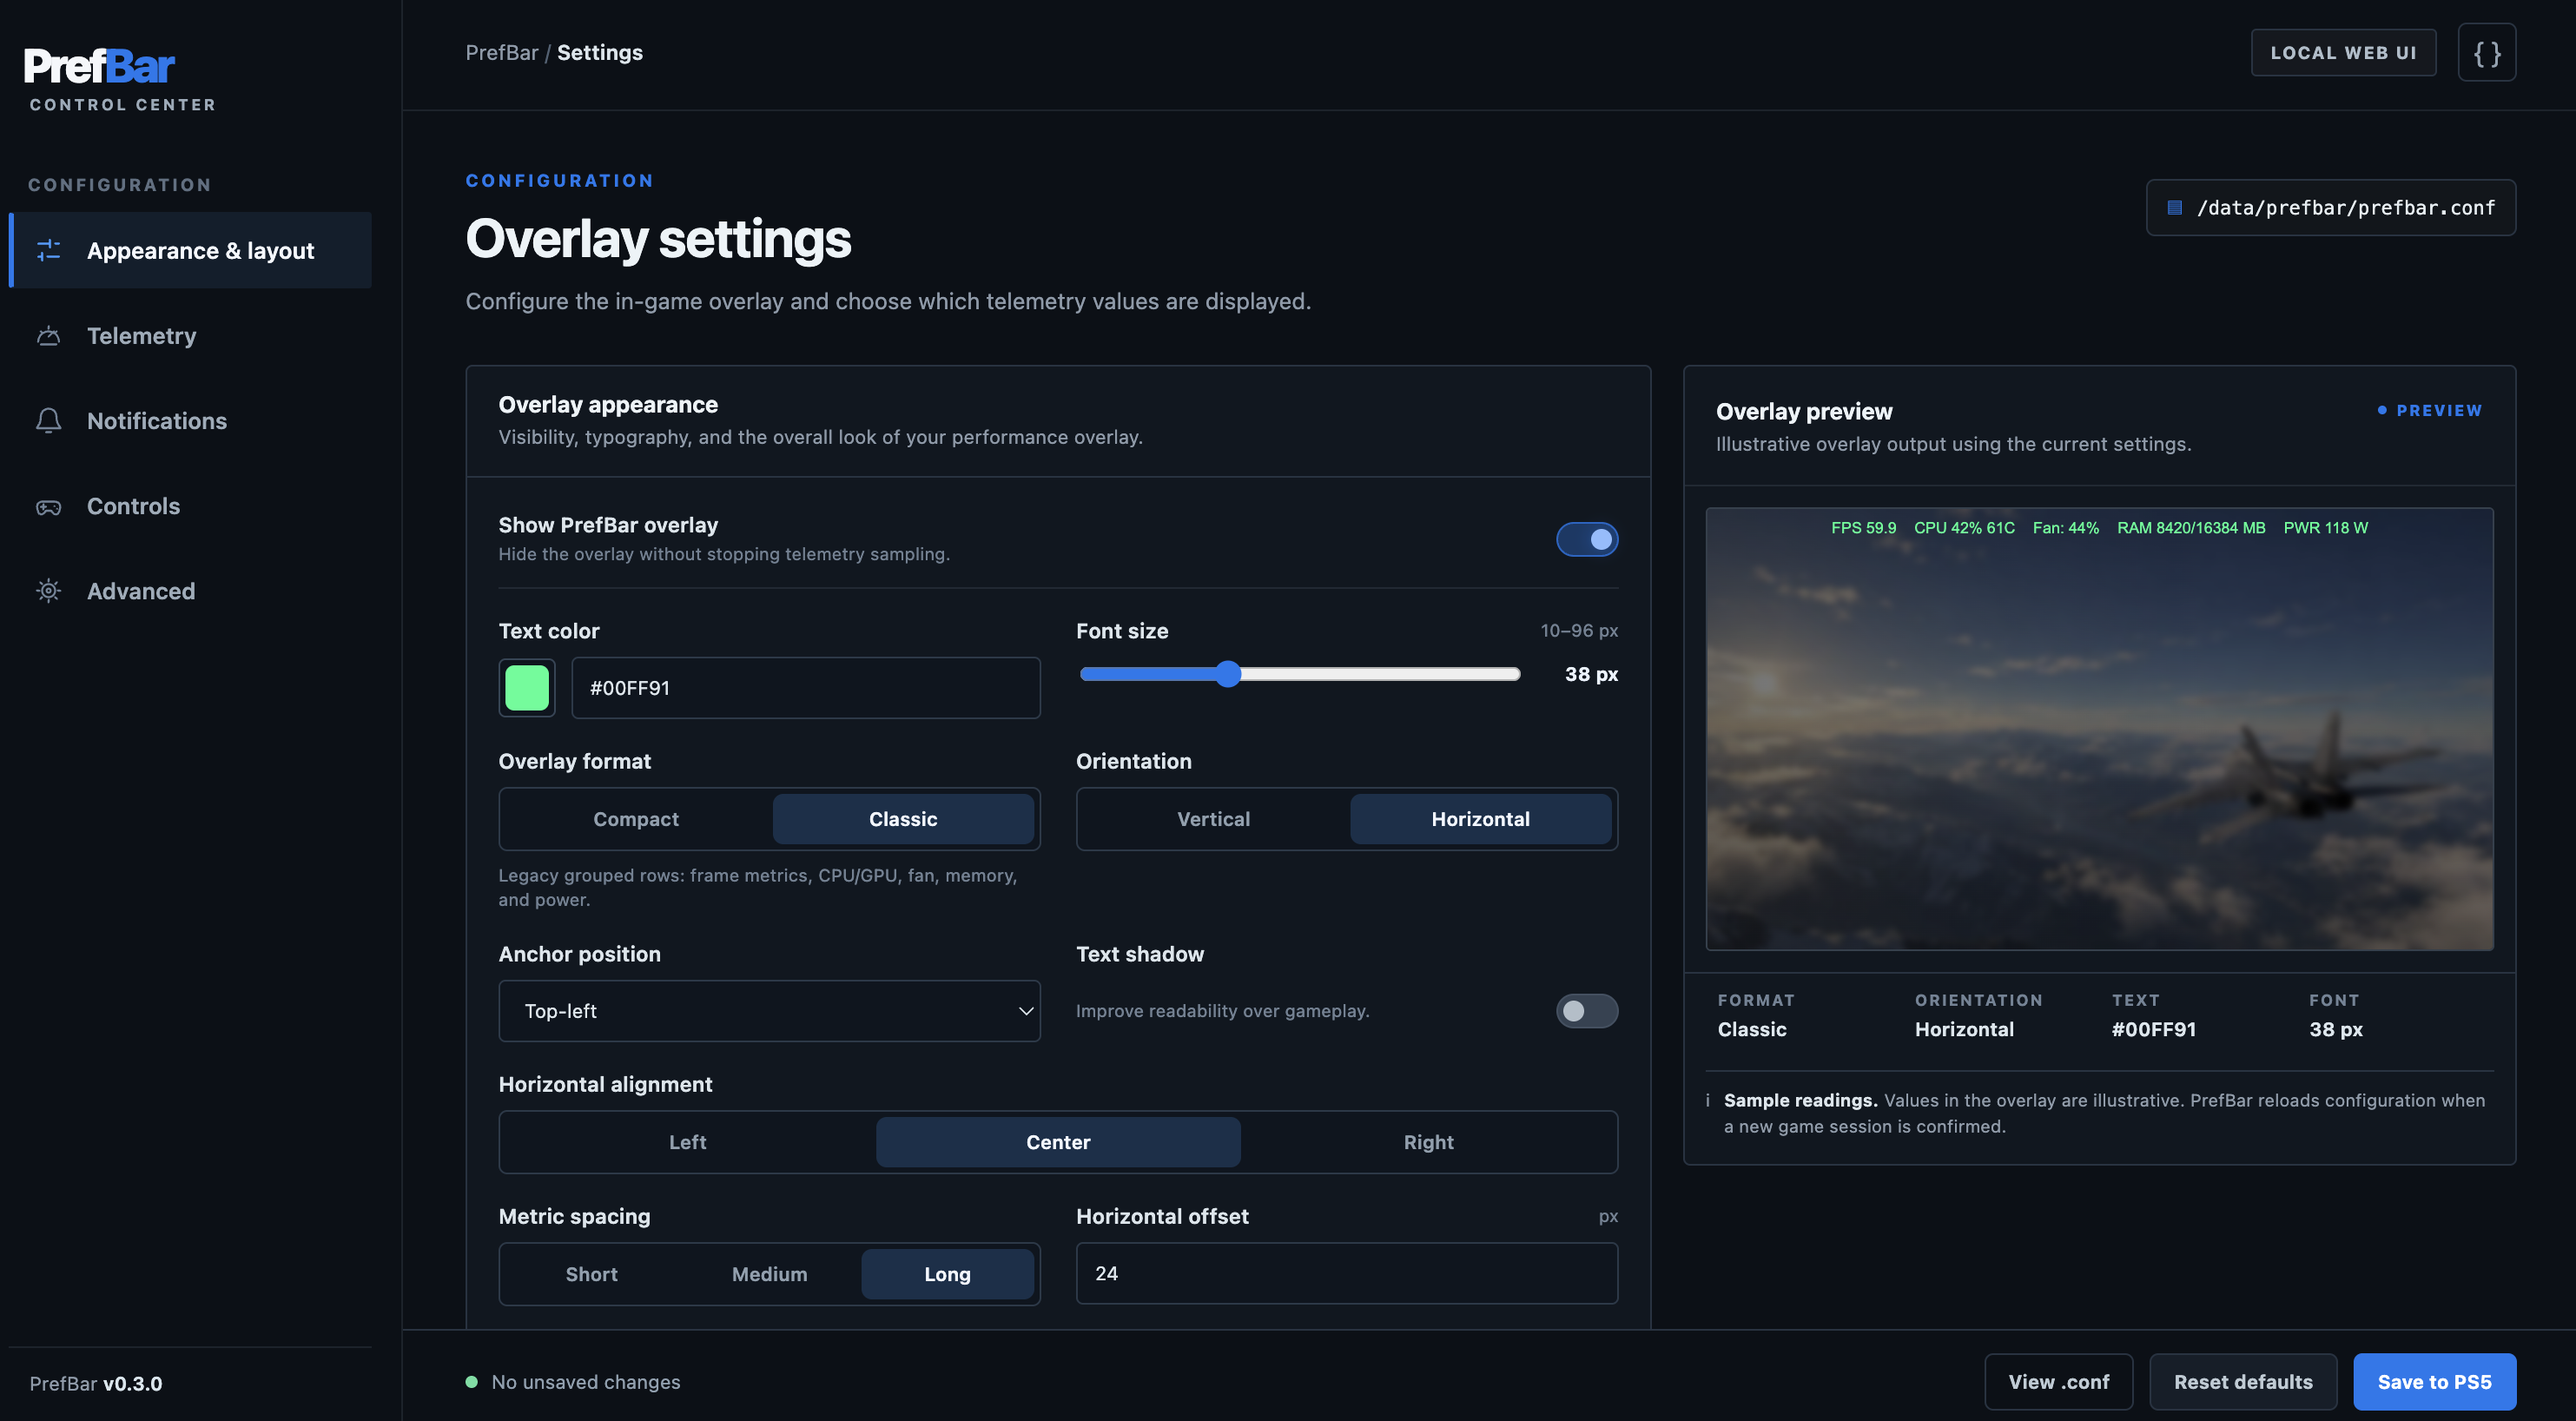 PrefBar
CONTROL CENTER
CONFIGURATION
Appearance & layout
Telemetry
Notifications
Controls
Advanced
PrefBar v0.3.0
PrefBar / Settings
LOCAL WEB UI
{ }
CONFIGURATION
Overlay settings
Configure the in-game overlay and choose which telemetry values are displayed.
/data/prefbar/prefbar.conf
Overlay appearance
Visibility, typography, and the overall look of your performance overlay.
Show PrefBar overlay
Hide the overlay without stopping telemetry sampling.
Text color
#00FF91
Font size
10–96 px
38 px
Overlay format
Compact
Classic
Legacy grouped rows: frame metrics, CPU/GPU, fan, memory,
and power.
Orientation
Vertical
Horizontal
Anchor position
Top-left
Text shadow
Improve readability over gameplay.
Horizontal alignment
Left
Center
Right
Metric spacing
Short
Medium
Long
Horizontal offset
px
24
Overlay preview
PREVIEW
Illustrative overlay output using the current settings.
FPS 59.9 CPU 42% 61C Fan: 44% RAM 8420/16384 MB PWR 118 W
FORMAT
Classic
ORIENTATION
Horizontal
TEXT
#00FF91
FONT
38 px
i Sample readings. Values in the overlay are illustrative. PrefBar reloads configuration when
a new game session is confirmed.
No unsaved changes
View .conf
Reset defaults
Save to PS5